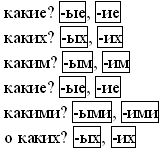 какие? -ые, -ие
каких? -ых, -их
каким? -ым, -им
какие? -ые, -ие
какими? -ыми, -ими
о каких? -ых, -их